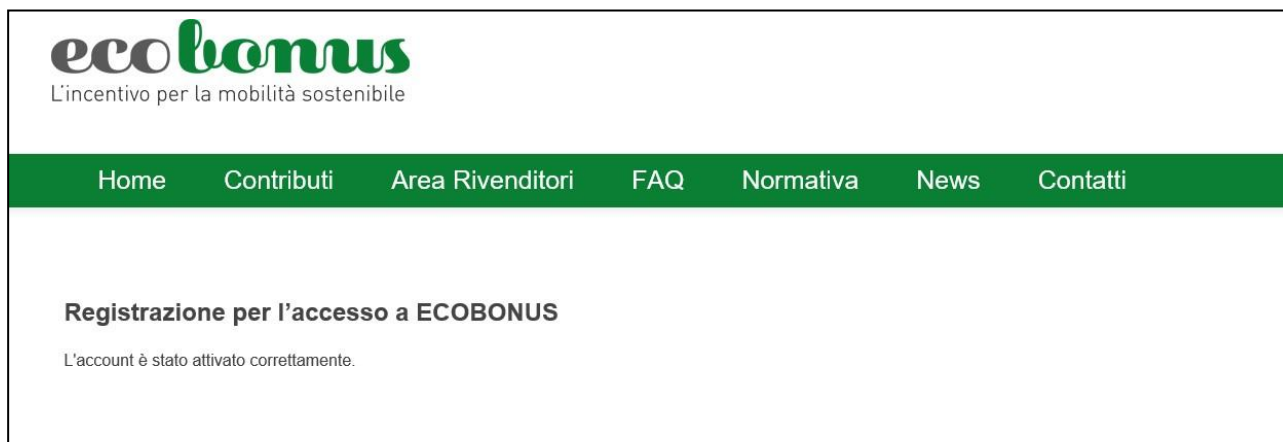 ecobonus
L'incentivo per la mobilità sostenibile
Home Contributi Area Rivenditori FAQ Normativa News Contatti
Registrazione per l’accesso a ECOBONUS
L'account è stato attivato correttamente.